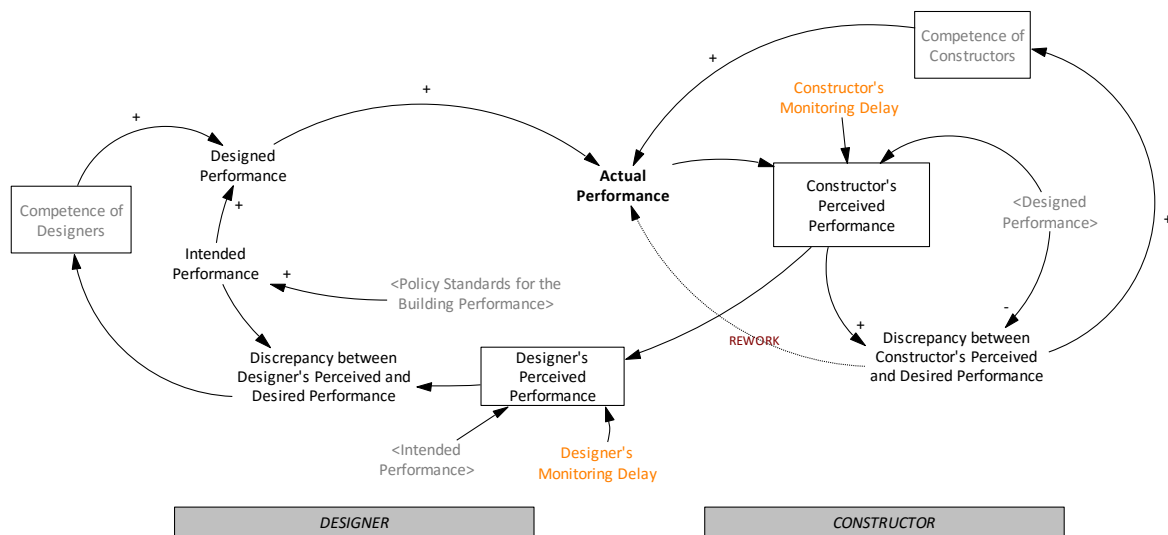 Competence of
Constructors
+
+
Constructor's
Monitoring Delay
+
Designed
Performance
Actual
Performance
Constructor's
Perceived
Performance
<Designed
Performance>
+
Competence of
Designers
+
Intended
Performance
+
<Policy Standards for the
Building Performance>
-
+
REWORK
Discrepancy between
Constructor's Perceived
and Desired Performance
+
Discrepancy between
Designer's Perceived and
Desired Performance
Designer's
Perceived
Performance
<Intended
Performance>
Designer's
Monitoring Delay
DESIGNER
CONSTRUCTOR